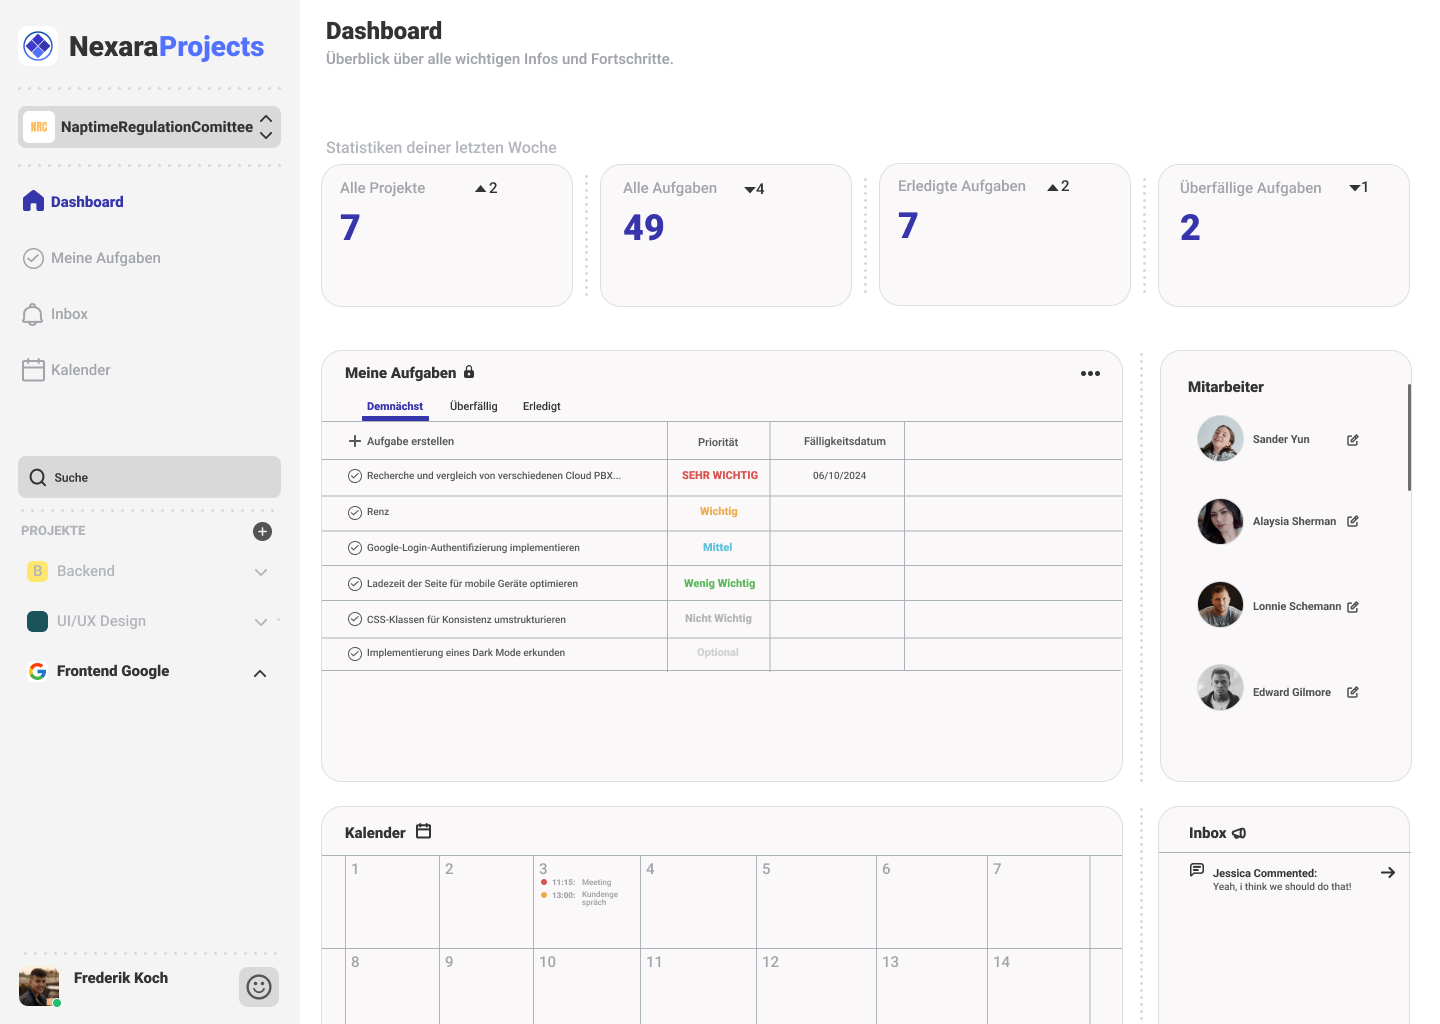 NexaraProjects
NRC NaptimeRegulationComittee
Dashboard
Meine Aufgaben
Inbox
Kalender
Suche
PROJEKTE
B Backend
UI/UX Design
Frontend Google
Frederik Koch
Dashboard
Überblick über alle wichtigen Infos und Fortschritte.
Statistiken deiner letzten Woche
Alle Projekte 2
7
Alle Aufgaben 4
49
Erledigte Aufgaben 2
7
Überfällige Aufgaben 1
2
Meine Aufgaben
Demnächst Überfällig Erledigt
Aufgabe erstellen Priorität Fälligkeitsdatum
Recherche und vergleich von verschiedenen Cloud PBX... SEHR WICHTIG 06/10/2024
Renz Wichtig
Google-Login-Authentifizierung implementieren Mittel
Ladezeit der Seite für mobile Geräte optimieren Wenig Wichtig
CSS-Klassen für Konsistenz umstrukturieren Nicht Wichtig
Implementierung eines Dark Mode erkunden Optional
Mitarbeiter
Sander Yun
Alaysia Sherman
Lonnie Schemann
Edward Gilmore
Kalender
1 2 3 4 5 6 7
11:15: Meeting
13:00: Kundenge
spräch
8 9 10 11 12 13 14
Inbox
Jessica Commented:
Yeah, i think we should do that!